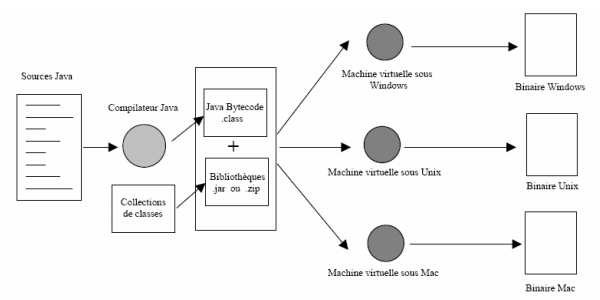 Sources Java
Compilateur Java
Java Bytecode
.class
+
Bibliothèques
.jar ou .zip
Collections
de classes
Machine virtuelle sous
Windows
Binaire Windows
Machine virtuelle sous Unix
Binaire Unix
Machine virtuelle sous Mac
Binaire Mac